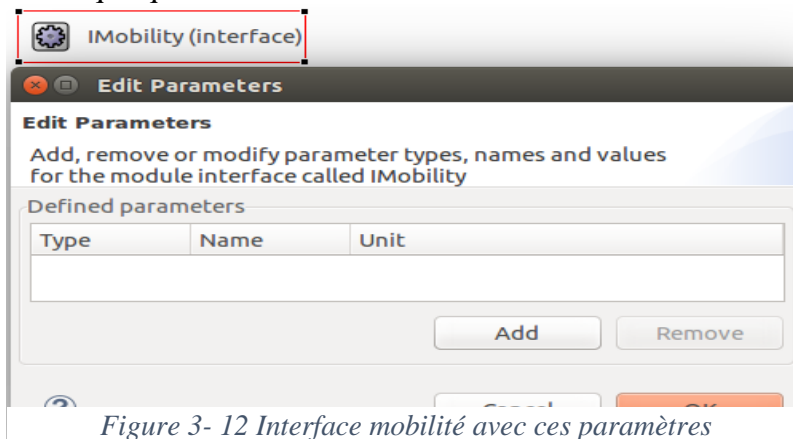 IMobility (interface)
Edit Parameters
Edit Parameters
Add, remove or modify parameter types, names and values
for the module interface called IMobility
Defined parameters
Type Name Unit
Add Remove
Figure 3- 12 Interface mobilité avec ces paramètres